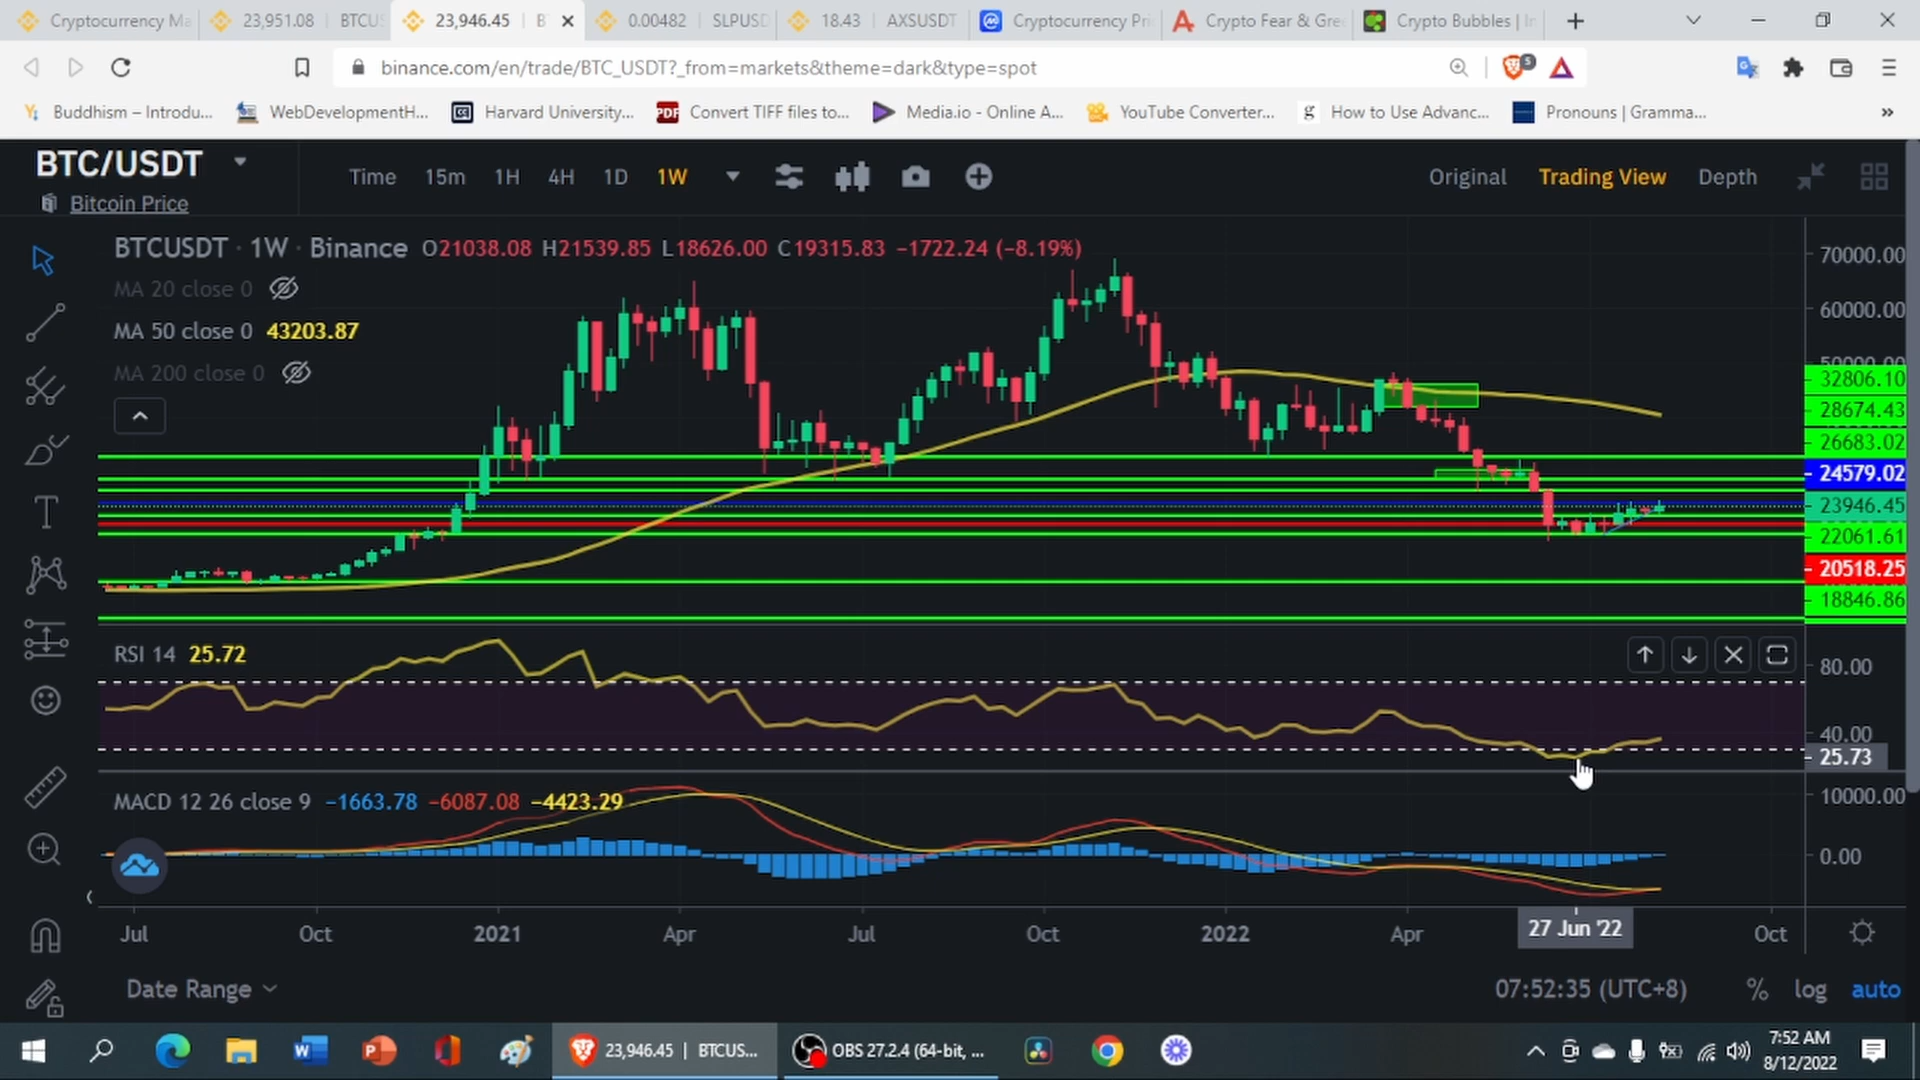 Cryptocurrency Ma
23,951.08 | BTCUS
23,946.45 | B
0.00482 | SLPUSD
18.43 | AXSUSDT
Cryptocurrency Pri
Crypto Fear & Gre
Crypto Bubbles | In
binance.com/en/trade/BTC_USDT?_from=markets&theme=dark&type=spot
5
Buddhism – Introdu...
WebDevelopmentH...
Harvard University...
PDF
Convert TIFF files to...
Media.io - Online A...
YouTube Converter...
g
How to Use Advanc...
Pronouns | Gramma...
BTC/USDT
Bitcoin Price
Time 15m 1H 4H 1D 1W
Original Trading View Depth
BTCUSDT · 1W · Binance O21038.08 H21539.85 L18626.00 C19315.83 −1722.24 (−8.19%)
MA 20 close 0
MA 50 close 0 43203.87
MA 200 close 0
70000.00
60000.00
50000.00
32806.10
28674.43
26683.02
24579.02
23946.45
22061.61
20518.25
18846.86
RSI 14 25.72
80.00
40.00
25.73
MACD 12 26 close 9 −1663.78 −6087.08 −4423.29
10000.00
0.00
Jul Oct 2021 Apr Jul Oct 2022 Apr 27 Jun '22 Oct
Date Range
07:52:35 (UTC+8) % log auto
23,946.45 | BTCUS...
OBS 27.2.4 (64-bit, ...
7:52 AM
8/12/2022